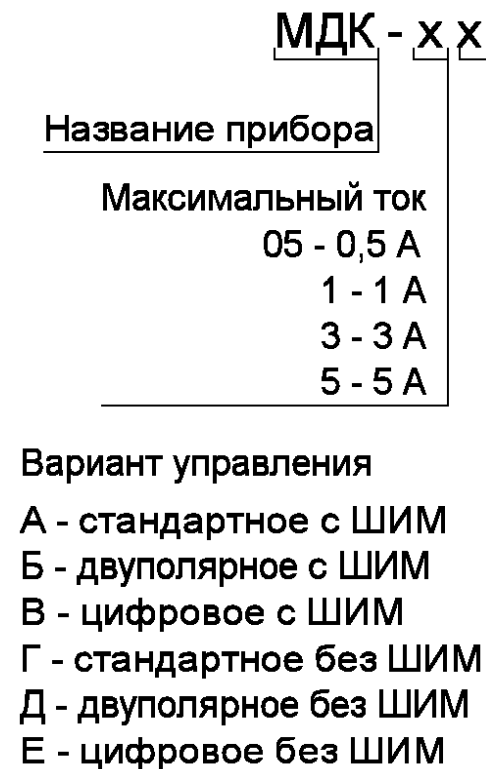 МДК - х х
Название прибора
Максимальный ток
05 - 0,5 А
1 - 1 А
3 - 3 А
5 - 5 А
Вариант управления
А - стандартное с ШИМ
Б - двуполярное с ШИМ
В - цифровое с ШИМ
Г - стандартное без ШИМ
Д - двуполярное без ШИМ
Е - цифровое без ШИМ